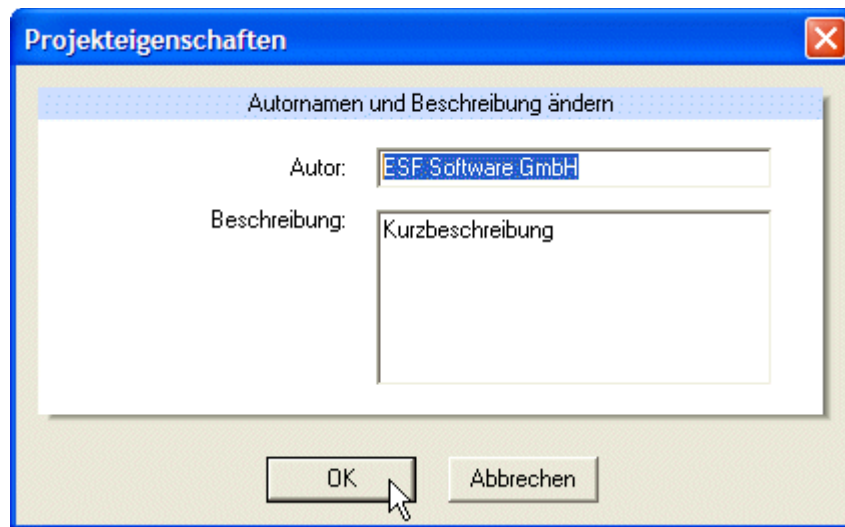 Projekteigenschaften
Autornamen und Beschreibung ändern
Autor: ESF Software GmbH
Beschreibung: Kurzbeschreibung
OK Abbrechen